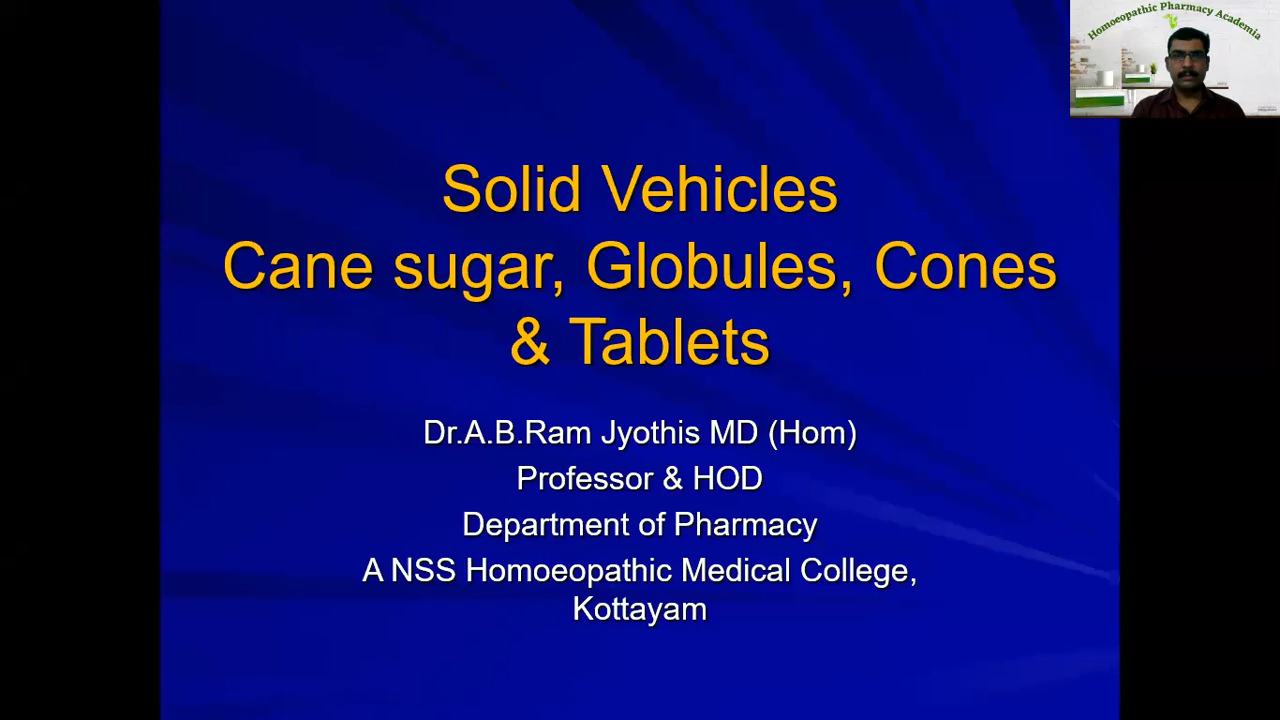 Homoeopathic Pharmacy Academia
Solid Vehicles
Cane sugar, Globules, Cones
& Tablets
Dr.A.B.Ram Jyothis MD (Hom)
Professor & HOD
Department of Pharmacy
A NSS Homoeopathic Medical College,
Kottayam